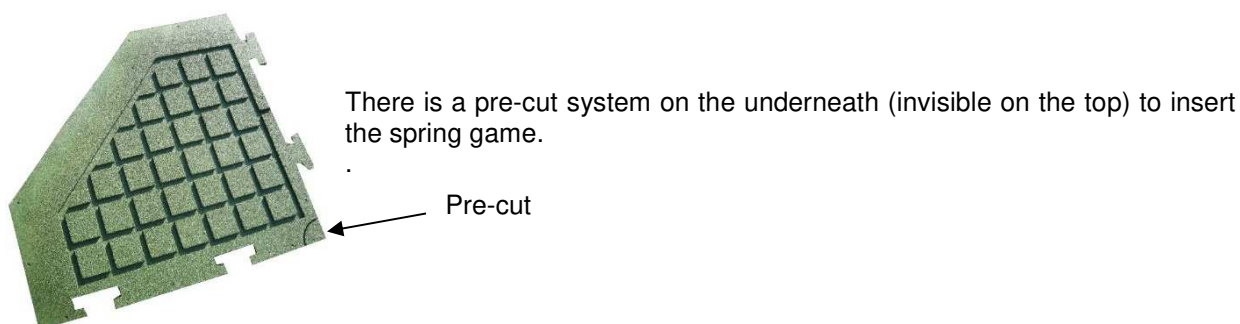 There is a pre-cut system on the underneath (invisible on the top) to insert
the spring game.
.
Pre-cut